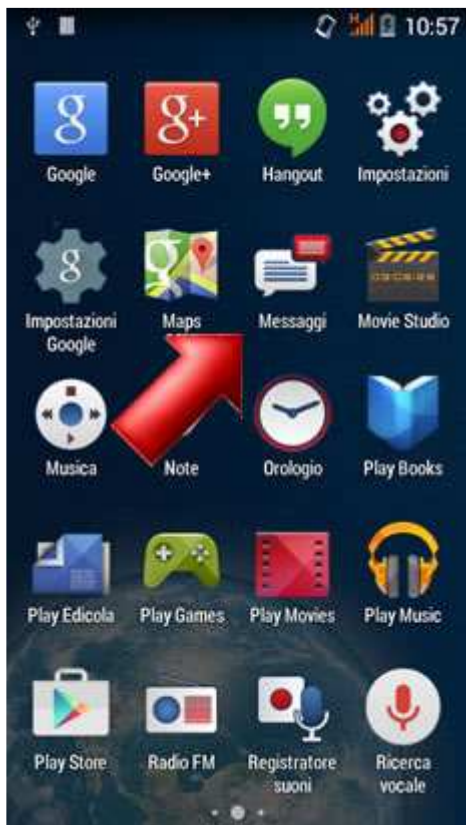 10:57
Google
Google+
Hangout
Impostazioni
Impostazioni
Google
Maps
Messaggi
Movie Studio
Musica
Note
Orologio
Play Books
Play Edicola
Play Games
Play Movies
Play Music
Play Store
Radio FM
Registratore
suoni
Ricerca
vocale